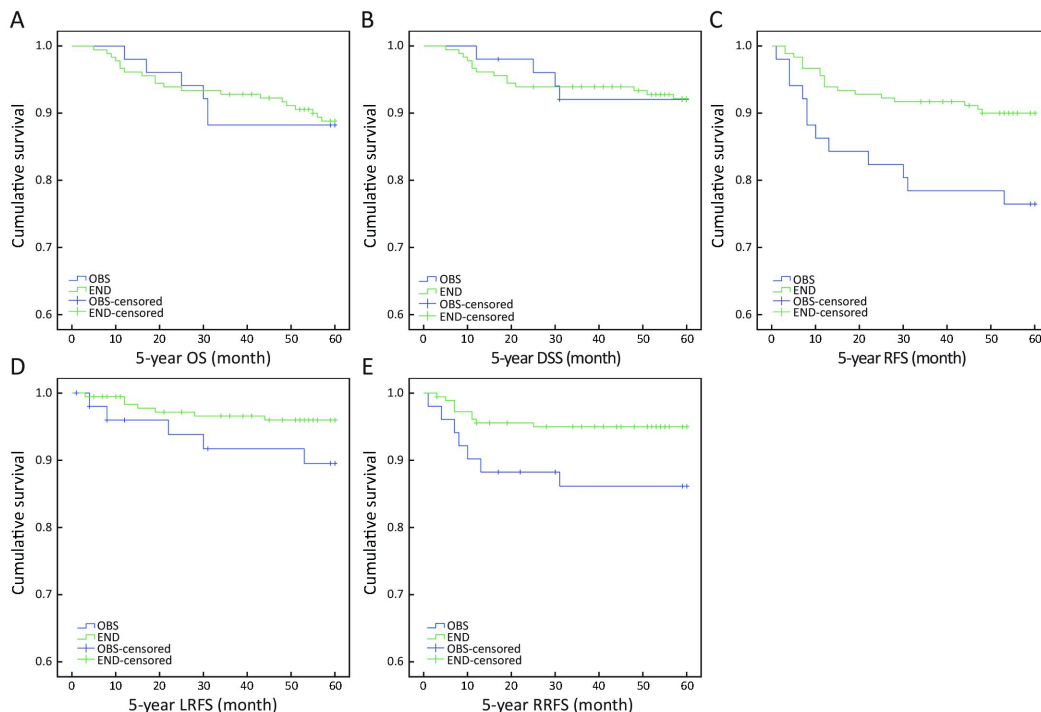 A
1.0
0.9
0.8
0.7
0.6
Cumulative survival
OBS
END
OBS-censored
END-censored
0 10 20 30 40 50 60
5-year OS (month)
B
1.0
0.9
0.8
0.7
0.6
Cumulative survival
OBS
END
OBS-censored
END-censored
0 10 20 30 40 50 60
5-year DSS (month)
C
1.0
0.9
0.8
0.7
0.6
Cumulative survival
OBS
END
OBS-censored
END-censored
0 10 20 30 40 50 60
5-year RFS (month)
D
1.0
0.9
0.8
0.7
0.6
Cumulative survival
OBS
END
OBS-censored
END-censored
0 10 20 30 40 50 60
5-year LRFS (month)
E
1.0
0.9
0.8
0.7
0.6
Cumulative survival
OBS
END
OBS-censored
END-censored
0 10 20 30 40 50 60
5-year RRFS (month)